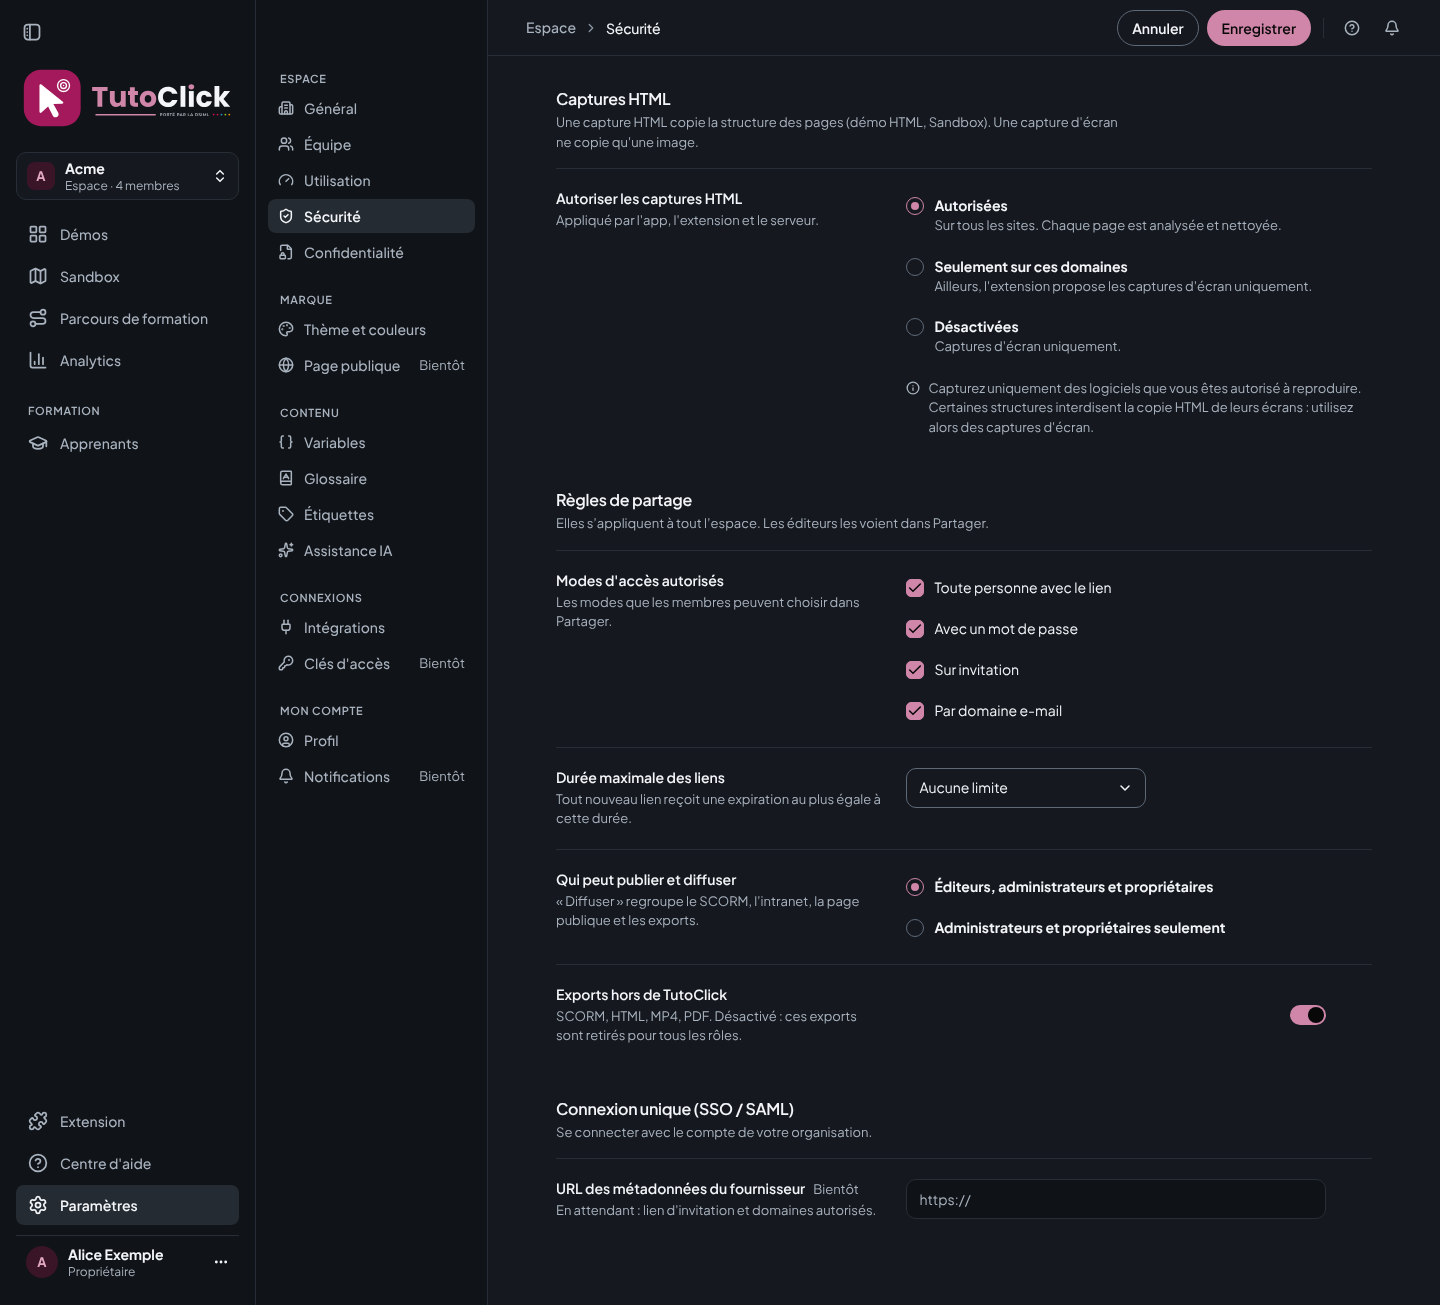 TutoClick
PORTÉ PAR LA DSML
A
Acme
Espace · 4 membres
Démos
Sandbox
Parcours de formation
Analytics
FORMATION
Apprenants
Extension
Centre d'aide
Paramètres
A
Alice Exemple
Propriétaire
ESPACE
Général
Équipe
Utilisation
Sécurité
Confidentialité
MARQUE
Thème et couleurs
Page publique Bientôt
CONTENU
Variables
Glossaire
Étiquettes
Assistance IA
CONNEXIONS
Intégrations
Clés d'accès Bientôt
MON COMPTE
Profil
Notifications Bientôt
Espace > Sécurité
Annuler
Enregistrer
Captures HTML
Une capture HTML copie la structure des pages (démo HTML, Sandbox). Une capture d'écran
ne copie qu'une image.
Autoriser les captures HTML
Appliqué par l'app, l'extension et le serveur.
Autorisées
Sur tous les sites. Chaque page est analysée et nettoyée.
Seulement sur ces domaines
Ailleurs, l'extension propose les captures d'écran uniquement.
Désactivées
Captures d'écran uniquement.
Capturez uniquement des logiciels que vous êtes autorisé à reproduire.
Certaines structures interdisent la copie HTML de leurs écrans : utilisez
alors des captures d'écran.
Règles de partage
Elles s'appliquent à tout l'espace. Les éditeurs les voient dans Partager.
Modes d'accès autorisés
Les modes que les membres peuvent choisir dans
Partager.
Toute personne avec le lien
Avec un mot de passe
Sur invitation
Par domaine e-mail
Durée maximale des liens
Tout nouveau lien reçoit une expiration au plus égale à
cette durée.
Aucune limite
Qui peut publier et diffuser
« Diffuser » regroupe le SCORM, l'intranet, la page
publique et les exports.
Éditeurs, administrateurs et propriétaires
Administrateurs et propriétaires seulement
Exports hors de TutoClick
SCORM, HTML, MP4, PDF. Désactivé : ces exports
sont retirés pour tous les rôles.
Connexion unique (SSO / SAML)
Se connecter avec le compte de votre organisation.
URL des métadonnées du fournisseur Bientôt
En attendant : lien d'invitation et domaines autorisés.
https://